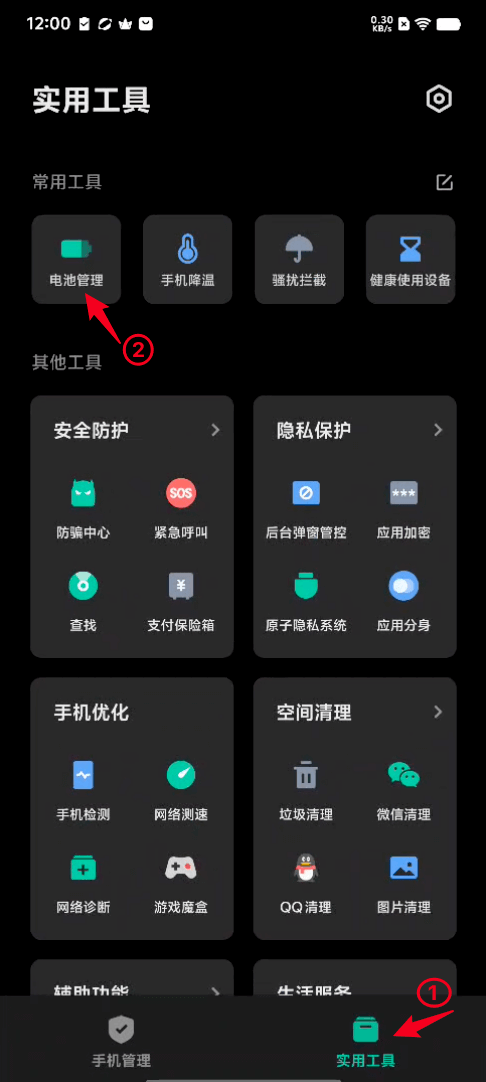 12:00
0.30
KB/s
实用工具
常用工具
电池管理 手机降温 骚扰拦截 健康使用设备
②
其他工具
安全防护 隐私保护
SOS
防骗中心 紧急呼叫 后台弹窗管控 应用加密
查找 支付保险箱 原子隐私系统 应用分身
手机优化 空间清理
手机检测 网络测速 垃圾清理 微信清理
网络诊断 游戏魔盒 QQ清理 图片清理
辅助功能 生活服务
①
手机管理 实用工具